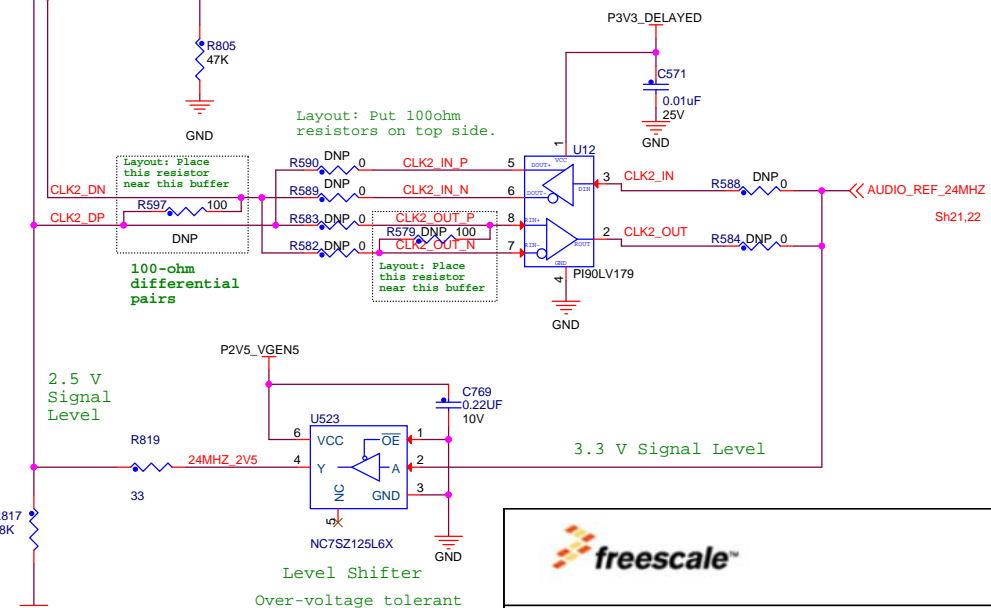 P3V3_DELAYED
R805
47K
GND
C571
0.01uF
25V
GND
Layout: Put 100ohm
resistors on top side.
Layout: Place
this resistor
near this buffer
R597
100
DNP
CLK2_DN
CLK2_DP
100-ohm
differential
pairs
R590
DNP
0
CLK2_IN_P
5
R589
DNP
0
CLK2_IN_N
6
R583
DNP
0
CLK2_OUT_P
8
R579
DNP
100
R582
DNP
0
CLK2_OUT_N
7
Layout: Place
this resistor
near this buffer
U12
1
VCC
DOUT+
DOUT-
DIN
RIN+
RIN-
ROUT
GND
4
PI90LV179
GND
3
CLK2_IN
R588
DNP
0
2
CLK2_OUT
R584
DNP
0
AUDIO_REF_24MHZ
Sh21,22
P2V5_VGEN5
2.5 V
Signal
Level
C769
0.22UF
10V
R819
33
24MHZ_2V5
U523
6
VCC
OE
1
4
Y
A
2
NC
GND
3
5
NC7SZ125L6X
GND
3.3 V Signal Level
Level Shifter
Over-voltage tolerant
817
8K
freescale™